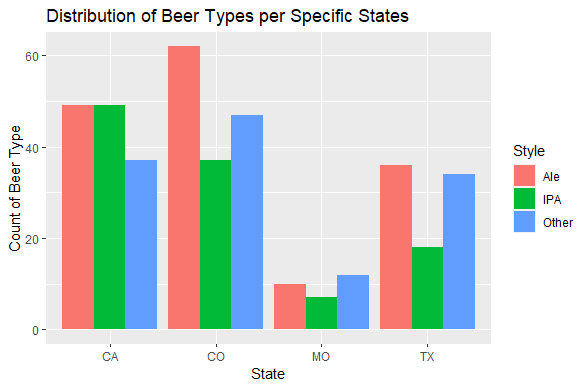 Distribution of Beer Types per Specific States
Count of Beer Type
60
40
20
0
CA
CO
MO
TX
State
Style
Ale
IPA
Other